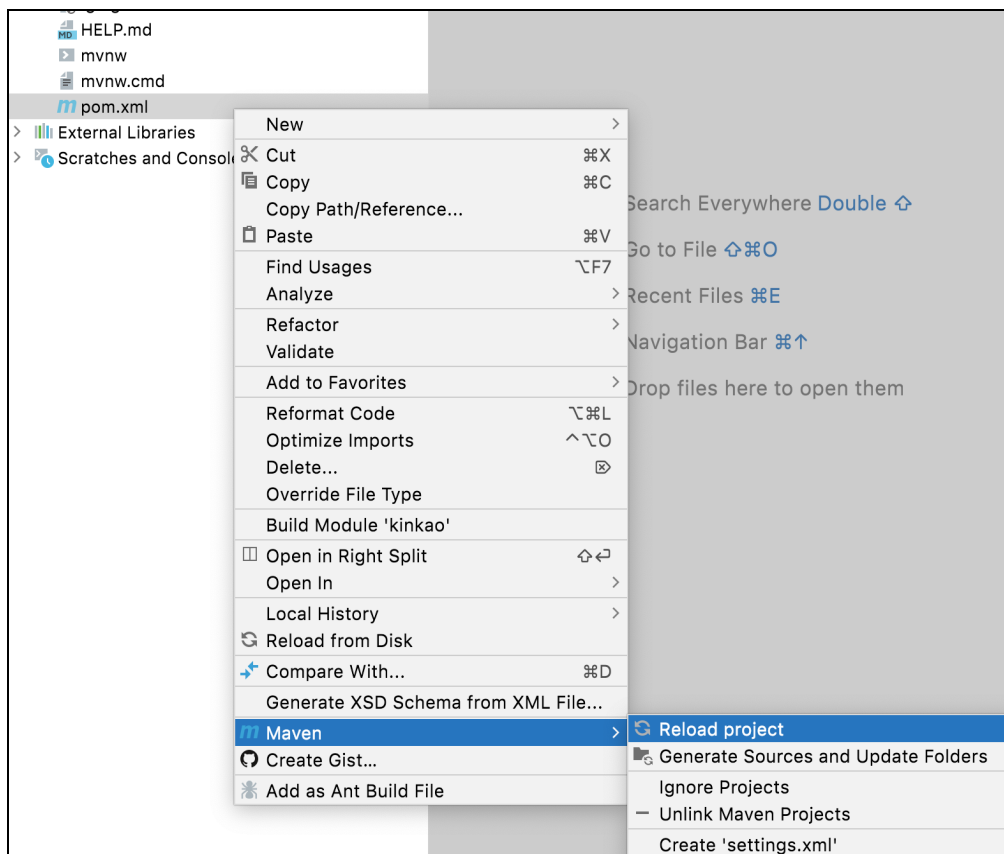 HELP.md
mvnw
mvnw.cmd
pom.xml
External Libraries
Scratches and Consol
New
Cut ⌘X
Copy ⌘C
Copy Path/Reference...
Paste ⌘V
Find Usages ⌥F7
Analyze
Refactor
Validate
Add to Favorites
Reformat Code ⌥⌘L
Optimize Imports ^⌥O
Delete... ⌦
Override File Type
Build Module 'kinkao'
Open in Right Split ⇧⏎
Open In
Local History
Reload from Disk
Compare With... ⌘D
Generate XSD Schema from XML File...
Maven
Create Gist...
Add as Ant Build File
Reload project
Generate Sources and Update Folders
Ignore Projects
Unlink Maven Projects
Create 'settings.xml'
Search Everywhere Double ⇧
Go to File ⇧⌘O
Recent Files ⌘E
Navigation Bar ⌘↑
Drop files here to open them